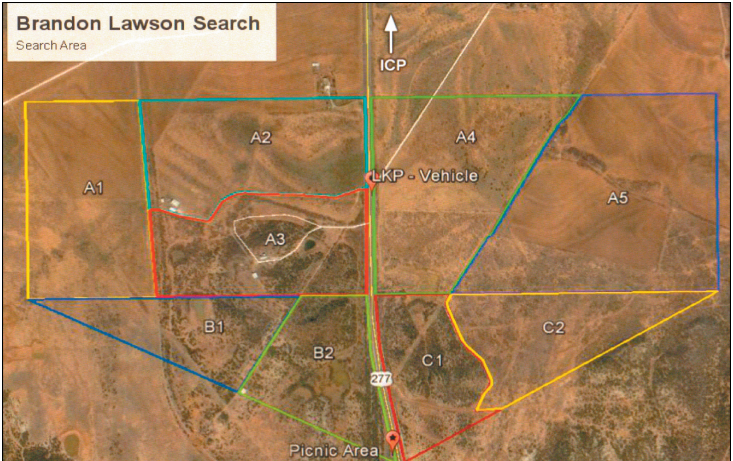 Brandon Lawson Search
Search Area
ICP
A2
A4
LKP - Vehicle
A1
A5
A3
B1
C2
B2
C1
277
Picnic Area